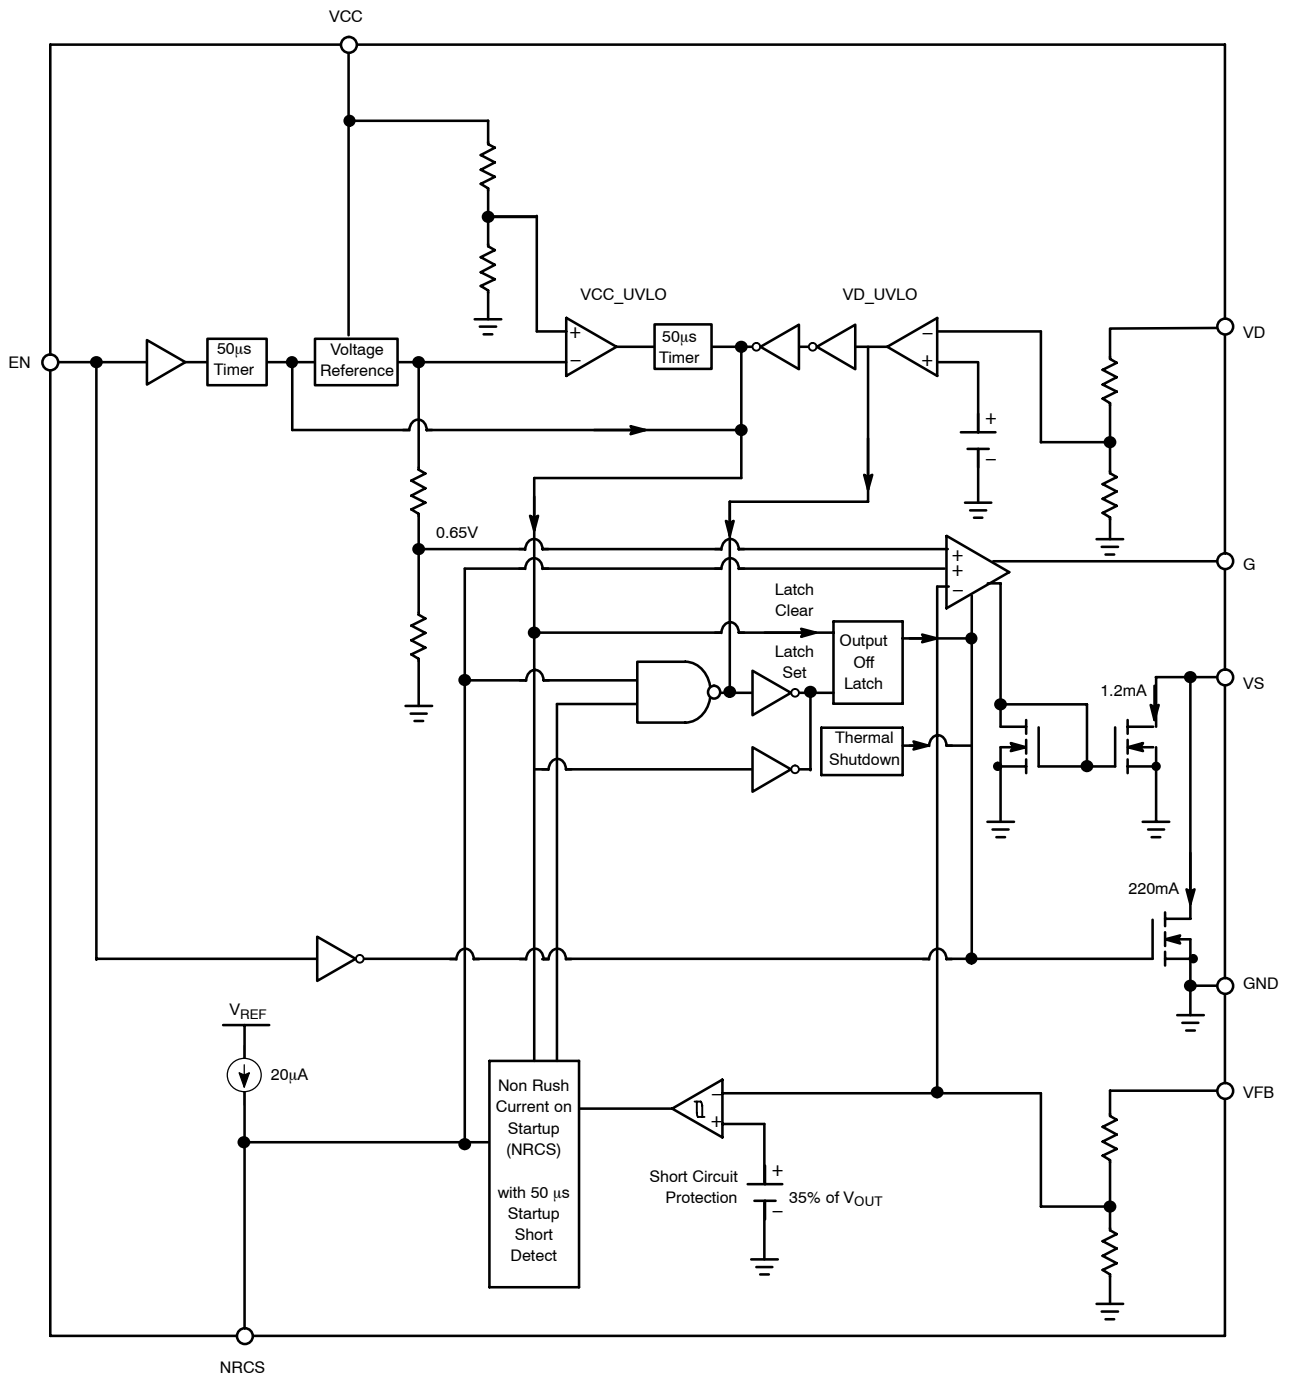 VCC
VCC_UVLO
VD_UVLO
VD
EN
50μs
Timer
Voltage
Reference
+
−
50μs
Timer
−
+
+
−
0.65V
G
+
+
−
Latch
Clear
Latch
Set
Output
Off
Latch
VS
1.2mA
Thermal
Shutdown
220mA
GND
VREF
20μA
Non Rush
Current on
Startup
(NRCS)
with 50 μs
Startup
Short
Detect
−
+
VFB
Short Circuit
Protection
+
−
35% of VOUT
NRCS